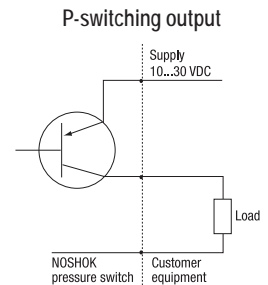 P-switching output
Supply
10...30 VDC
Load
NOSHOK
pressure switch
Customer
equipment